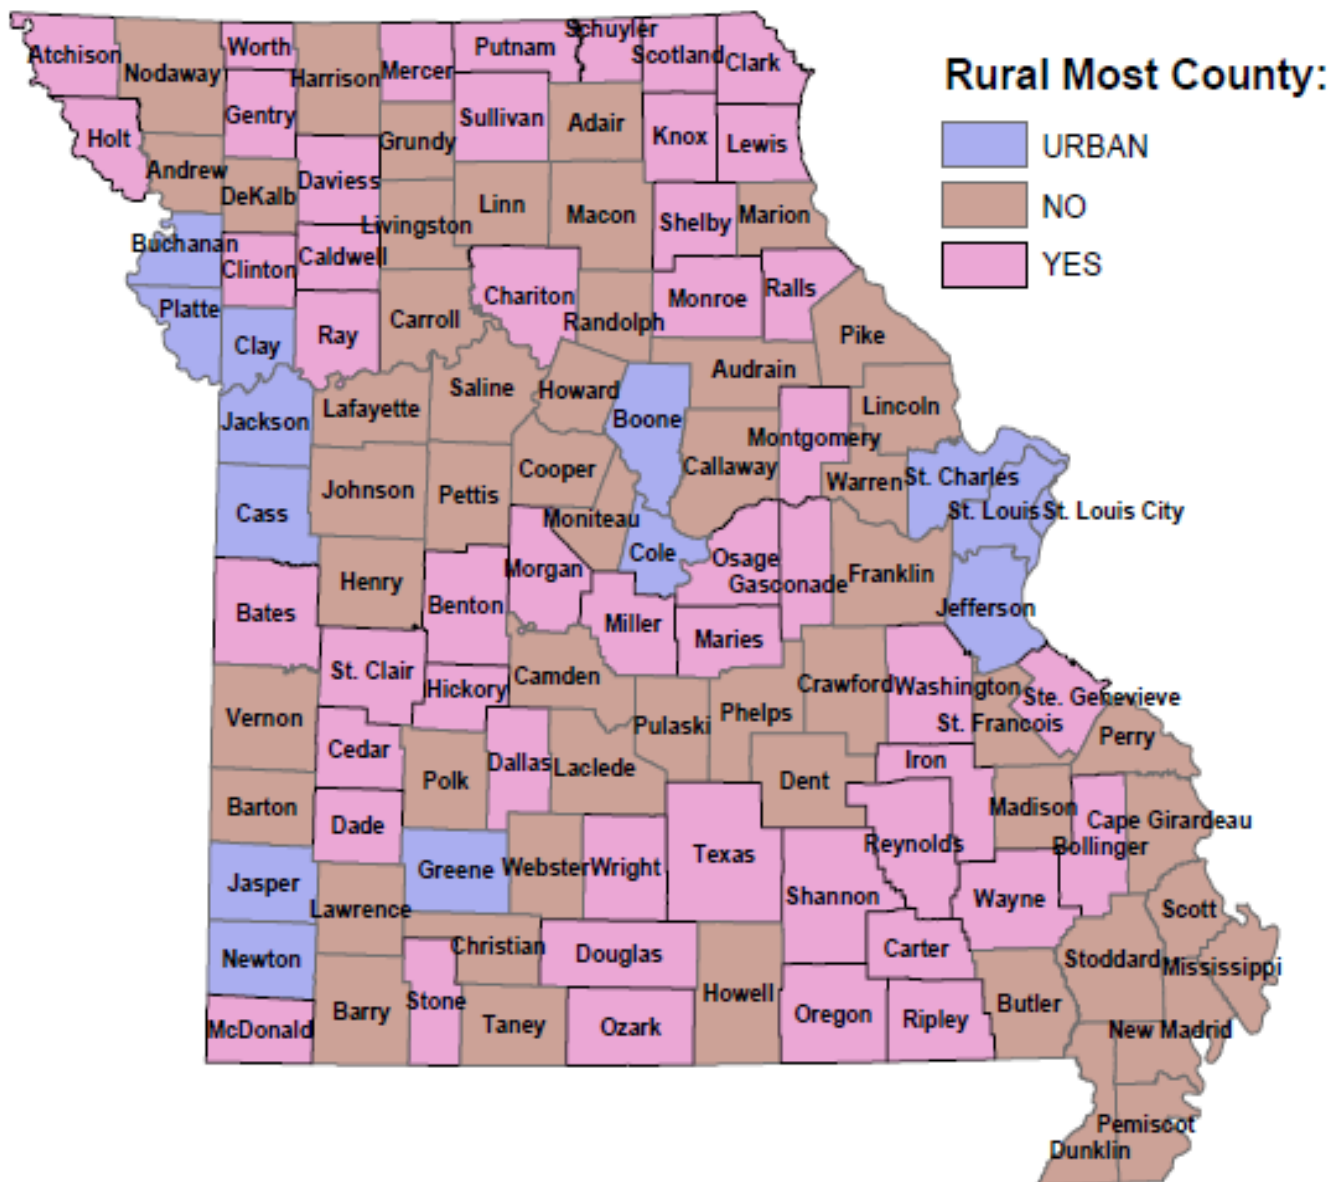 Rural Most County:
URBAN
NO
YES
Atchison
Nodaway
Worth
Harrison
Mercer
Putnam
Schuyler
Scotland
Clark
Holt
Gentry
Grundy
Sullivan
Adair
Knox
Lewis
Andrew
DeKalb
Daviess
Livingston
Linn
Macon
Shelby
Marion
Buchanan
Clinton
Caldwell
Chariton
Randolph
Monroe
Ralls
Platte
Clay
Ray
Carroll
Pike
Audrain
Jackson
Lafayette
Saline
Howard
Boone
Lincoln
Montgomery
Callaway
Warren
St. Charles
Cass
Johnson
Pettis
Cooper
Moniteau
St. Louis
St. Louis City
Cole
Osage
Gasconade
Franklin
Jefferson
Bates
Henry
Benton
Morgan
Miller
Maries
St. Clair
Hickory
Camden
Crawford
Washington
Ste. Genevieve
Vernon
Pulaski
Phelps
St. Francois
Perry
Cedar
Polk
Dallas
Laclede
Dent
Iron
Barton
Dade
Madison
Cape Girardeau
Bollinger
Jasper
Greene
Webster
Wright
Texas
Reynolds
Shannon
Wayne
Lawrence
Scott
Newton
Christian
Douglas
Carter
Stoddard
Mississippi
McDonald
Barry
Stone
Taney
Ozark
Howell
Oregon
Ripley
Butler
New Madrid
Pemiscot
Dunklin